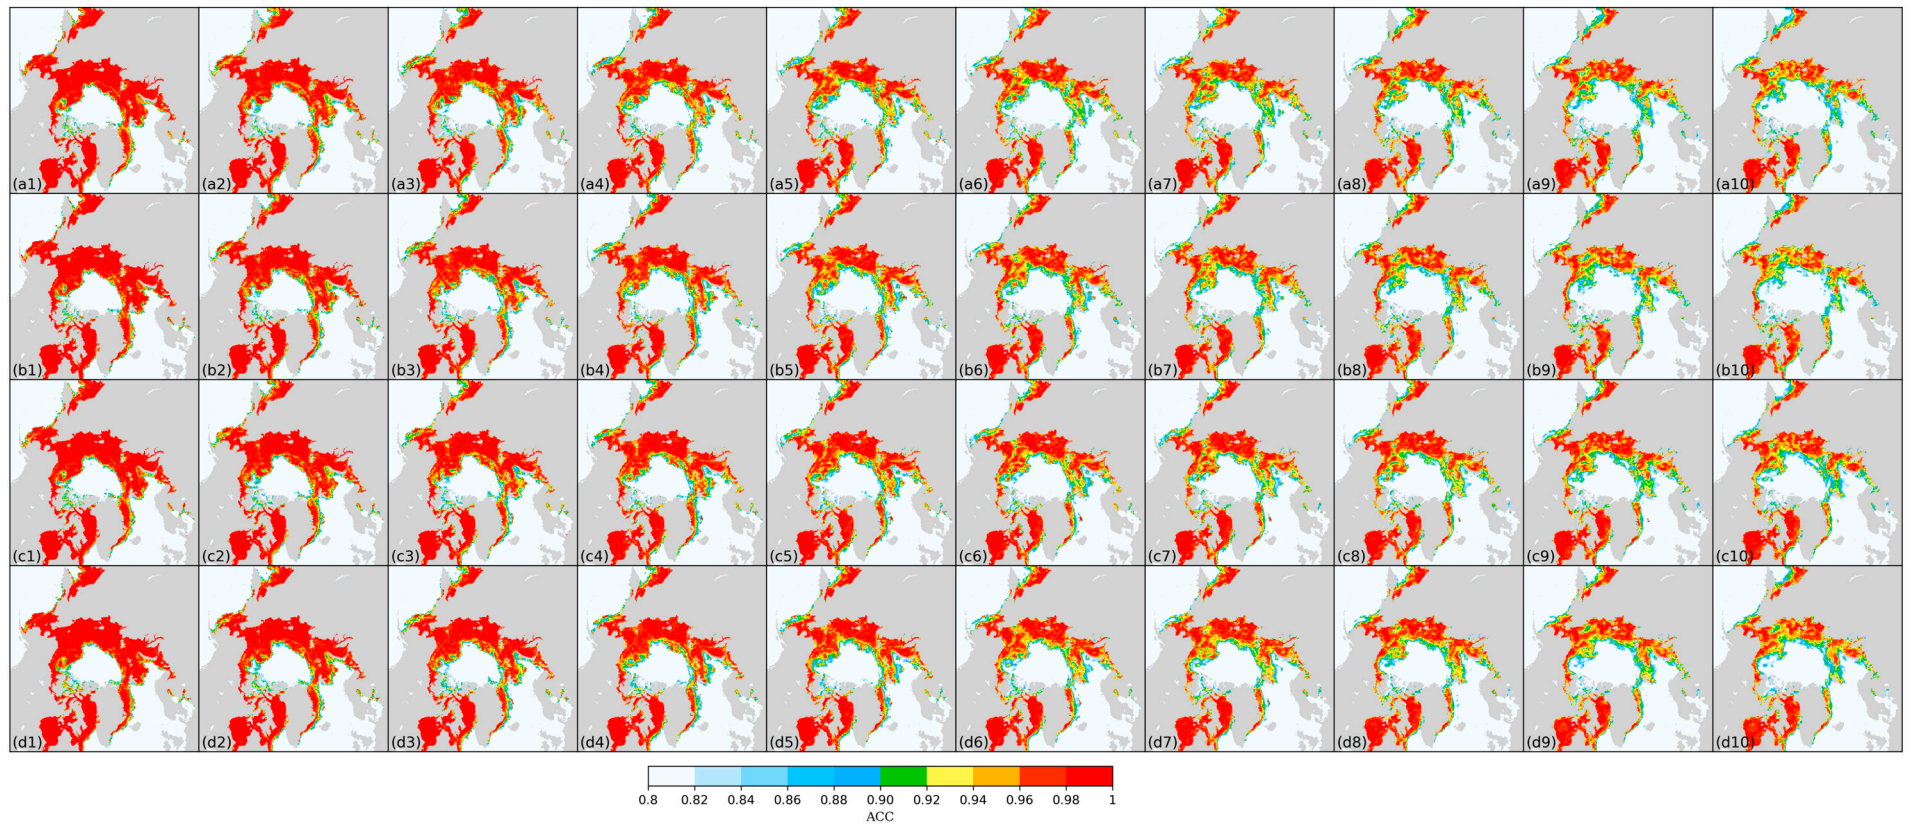 (a1) (a2) (a3) (a4) (a5) (a6) (a7) (a8) (a9) (a10)
(b1) (b2) (b3) (b4) (b5) (b6) (b7) (b8) (b9) (b10)
(c1) (c2) (c3) (c4) (c5) (c6) (c7) (c8) (c9) (c10)
(d1) (d2) (d3) (d4) (d5) (d6) (d7) (d8) (d9) (d10)
0.8 0.82 0.84 0.86 0.88 0.90 0.92 0.94 0.96 0.98 1
ACC